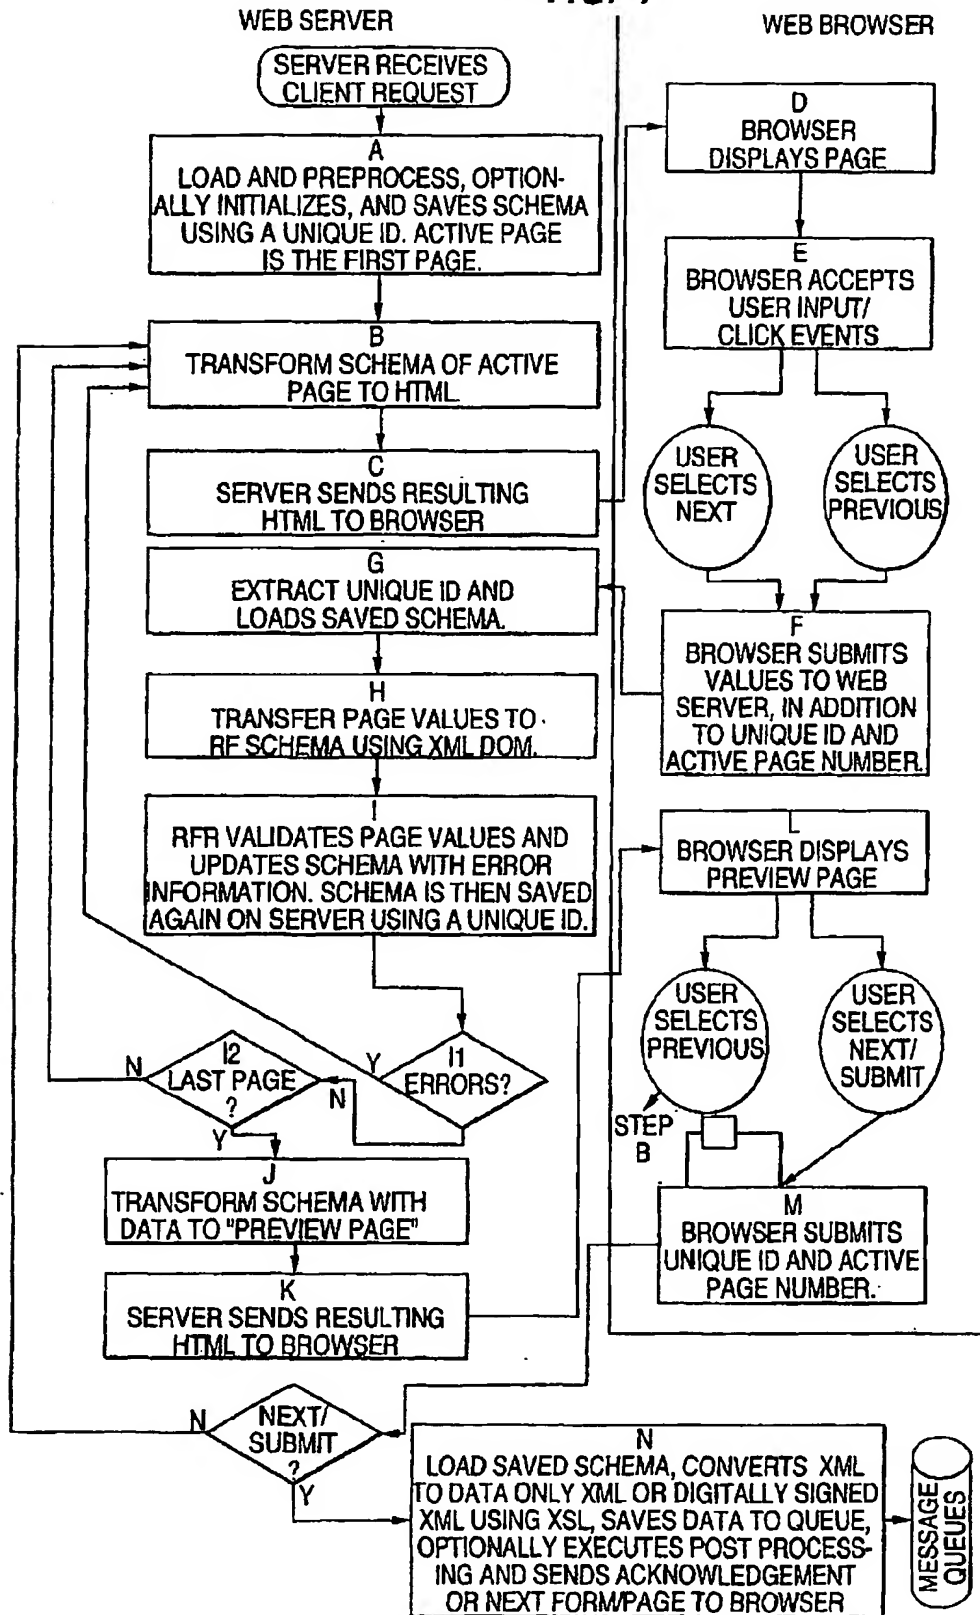 WEB SERVER
SERVER RECEIVES
CLIENT REQUEST
A
LOAD AND PREPROCESS, OPTION-
ALLY INITIALIZES, AND SAVES SCHEMA
USING A UNIQUE ID. ACTIVE PAGE
IS THE FIRST PAGE.
B
TRANSFORM SCHEMA OF ACTIVE
PAGE TO HTML
C
SERVER SENDS RESULTING
HTML TO BROWSER
G
EXTRACT UNIQUE ID AND
LOADS SAVED SCHEMA.
H
TRANSFER PAGE VALUES TO
RF SCHEMA USING XML DOM.
I
RFR VALIDATES PAGE VALUES AND
UPDATES SCHEMA WITH ERROR
INFORMATION. SCHEMA IS THEN SAVED
AGAIN ON SERVER USING A UNIQUE ID.
I1
ERRORS?
Y
N
I2
LAST PAGE
?
N
Y
J
TRANSFORM SCHEMA WITH
DATA TO "PREVIEW PAGE"
K
SERVER SENDS RESULTING
HTML TO BROWSER
WEB BROWSER
D
BROWSER
DISPLAYS PAGE
E
BROWSER ACCEPTS
USER INPUT/
CLICK EVENTS
USER
SELECTS
NEXT
USER
SELECTS
PREVIOUS
F
BROWSER SUBMITS
VALUES TO WEB
SERVER, IN ADDITION
TO UNIQUE ID AND
ACTIVE PAGE NUMBER.
L
BROWSER DISPLAYS
PREVIEW PAGE
USER
SELECTS
PREVIOUS
USER
SELECTS
NEXT/
SUBMIT
STEP
B
M
BROWSER SUBMITS
UNIQUE ID AND ACTIVE
PAGE NUMBER.
N
NEXT/
SUBMIT
?
Y
N
LOAD SAVED SCHEMA, CONVERTS XML
TO DATA ONLY XML OR DIGITALLY SIGNED
XML USING XSL, SAVES DATA TO QUEUE,
OPTIONALLY EXECUTES POST PROCESS-
ING AND SENDS ACKNOWLEDGEMENT
OR NEXT FORM/PAGE TO BROWSER
MESSAGE
QUEUES